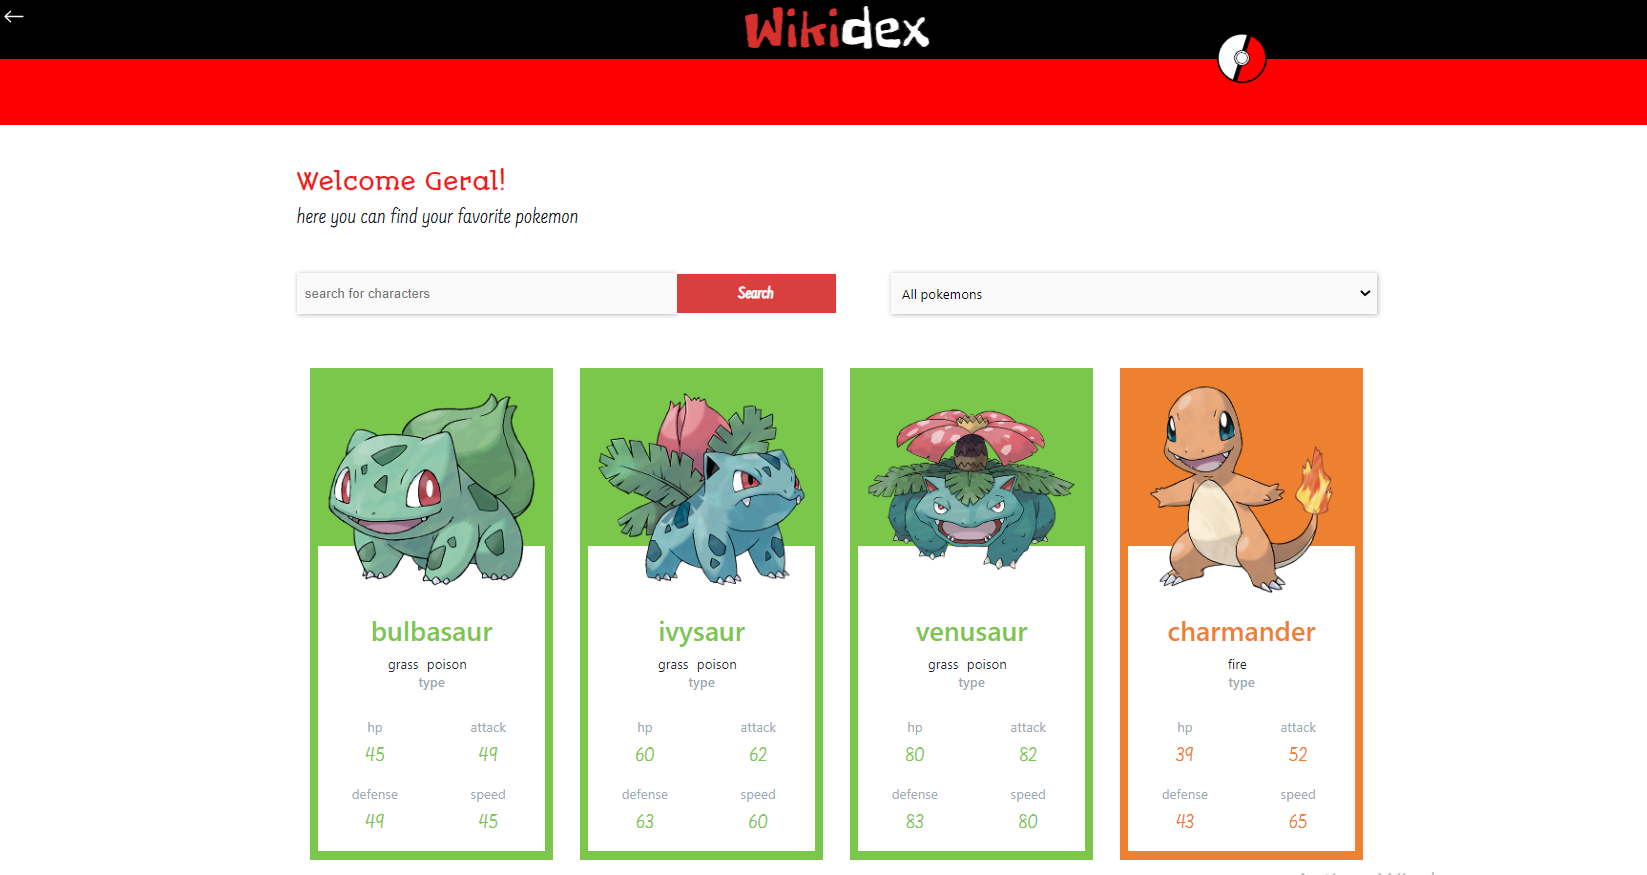 Wikidex
Welcome Geral!
here you can find your favorite pokemon
search for characters
Search
All pokemons
bulbasaur
grass poison
type
hp attack
45 49
defense speed
49 45
ivysaur
grass poison
type
hp attack
60 62
defense speed
63 60
venusaur
grass poison
type
hp attack
80 82
defense speed
83 80
charmander
fire
type
hp attack
39 52
defense speed
43 65